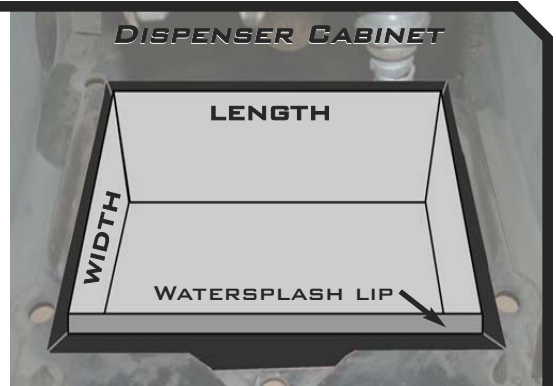 DISPENSER CABINET
LENGTH
WIDTH
WATERSPLASH LIP